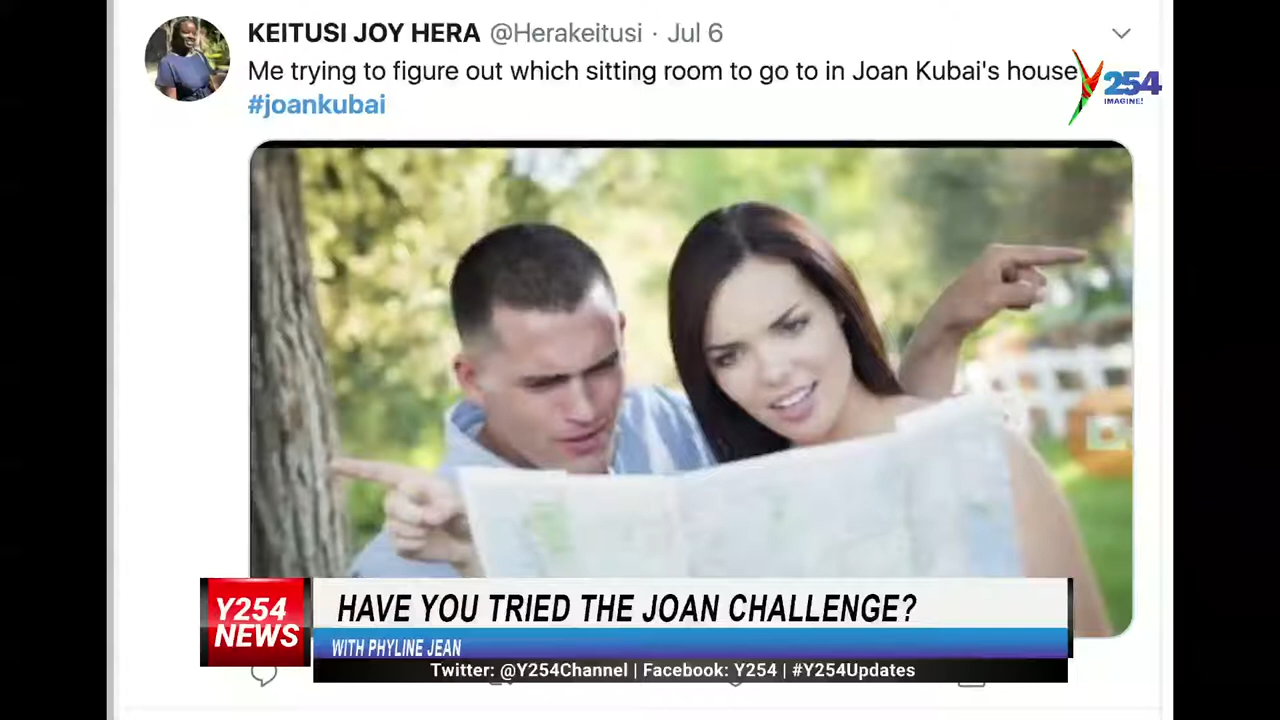 KEITUSI JOY HERA @Herakeitusi · Jul 6
Me trying to figure out which sitting room to go to in Joan Kubai's house
#joankubai
Y254
IMAGINE!
Y254
NEWS
HAVE YOU TRIED THE JOAN CHALLENGE?
WITH PHYLINE JEAN
Twitter: @Y254Channel | Facebook: Y254 | #Y254Updates